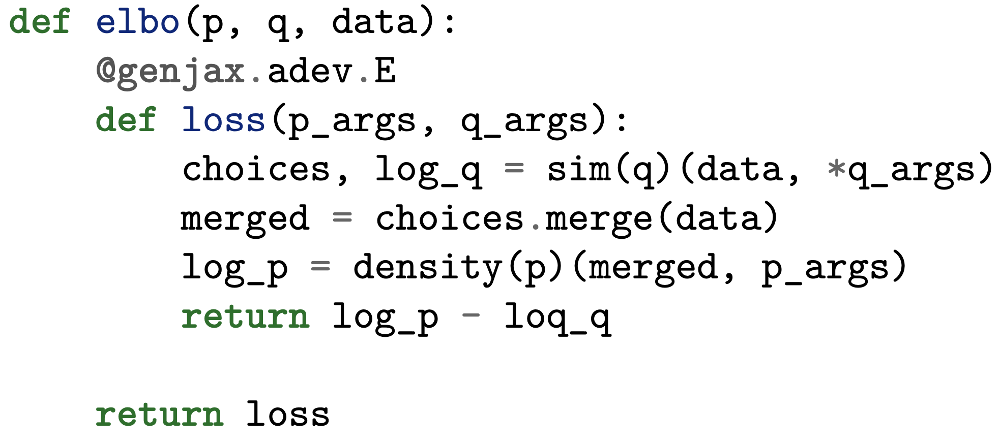 def elbo(p, q, data):
    @genjax.adev.E
    def loss(p_args, q_args):
        choices, log_q = sim(q)(data, *q_args)
        merged = choices.merge(data)
        log_p = density(p)(merged, p_args)
        return log_p - loq_q
    return loss